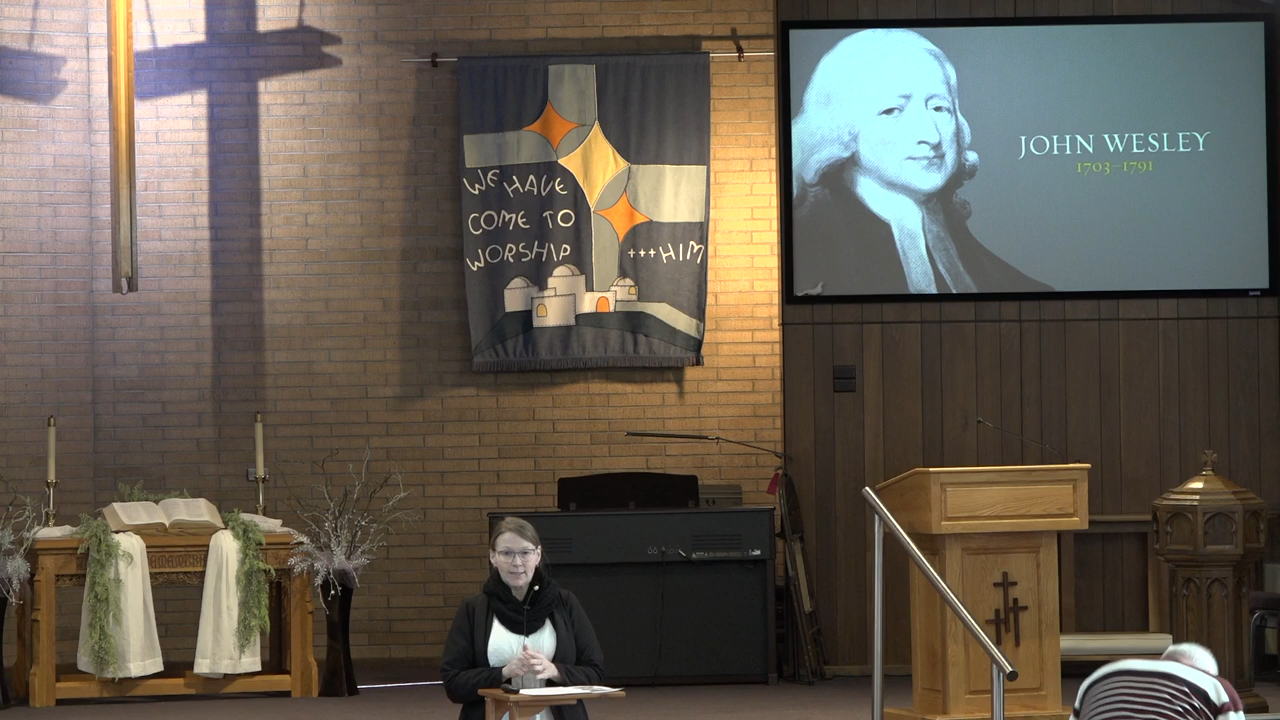 WE HAVE
COME TO
WORSHIP +++HIM
JOHN WESLEY
1703–1791